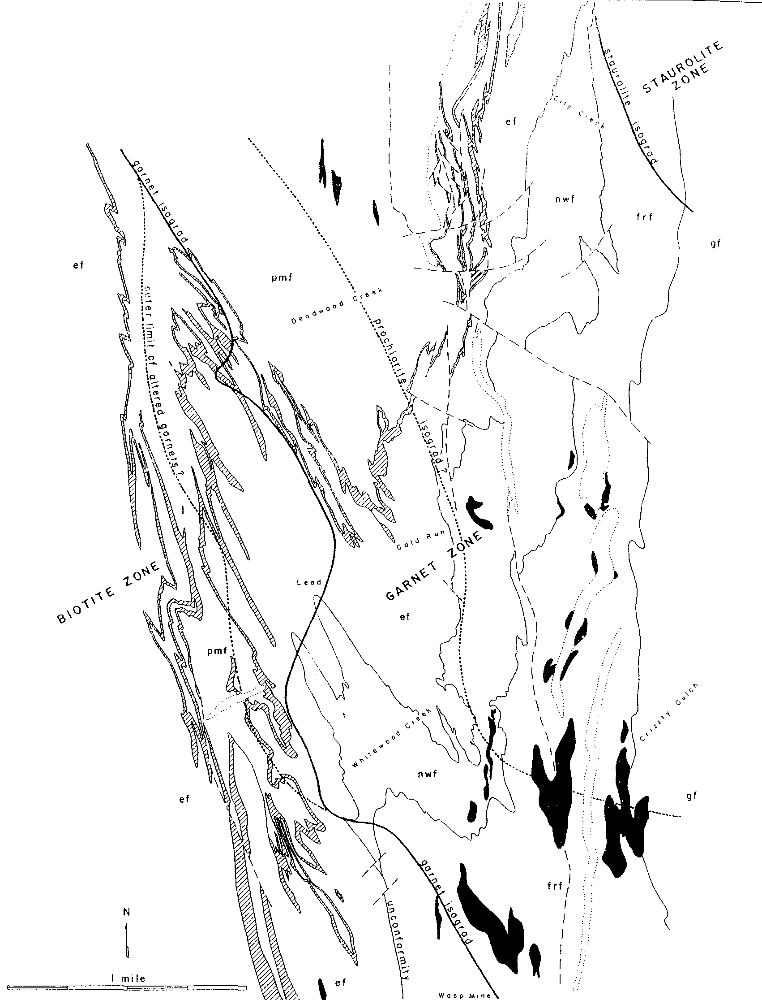 STAUROLITE
ZONE
staurolite isograd
City Creek
ef
garnet isograd
nwf
frf
gf
ef
pmf
Deadwood Creek
outer limit of altered garnets ?
prochlorite isograd ?
Gold Run
GARNET ZONE
BIOTITE ZONE
Lead
ef
pmf
Whitewood Creek
Grizzly Gulch
nwf
ef
gf
garnet isograd
frf
unconformity
N
1 mile
ef
Wasp Mine